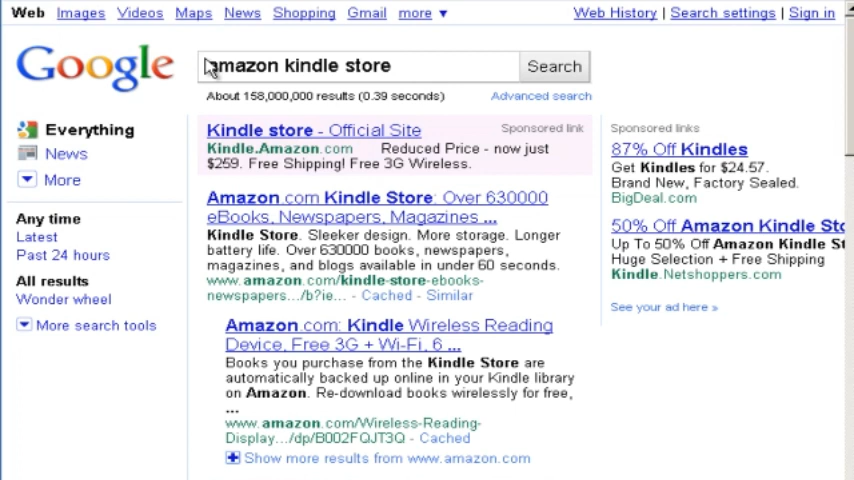 Web Images Videos Maps News Shopping Gmail more ▼
Web History | Search settings | Sign in
Google
amazon kindle store
Search
About 158,000,000 results (0.39 seconds)
Advanced search
Everything
News
More
Any time
Latest
Past 24 hours
All results
Wonder wheel
More search tools
Kindle store - Official Site
Sponsored link
Kindle.Amazon.com Reduced Price - now just
$259. Free Shipping! Free 3G Wireless.
Amazon.com Kindle Store: Over 630000
eBooks, Newspapers, Magazines ...
Kindle Store. Sleeker design. More storage. Longer
battery life. Over 630000 books, newspapers,
magazines, and blogs available in under 60 seconds.
www.amazon.com/kindle-store-ebooks-
newspapers.../b?ie... - Cached - Similar
Amazon.com: Kindle Wireless Reading
Device, Free 3G + Wi-Fi, 6 ...
Books you purchase from the Kindle Store are
automatically backed up online in your Kindle library
on Amazon. Re-download books wirelessly for free,
...
www.amazon.com/Wireless-Reading-
Display.../dp/B002FQJT3Q - Cached
Show more results from www.amazon.com
Sponsored links
87% Off Kindles
Get Kindles for $24.57.
Brand New, Factory Sealed.
BigDeal.com
50% Off Amazon Kindle Sto
Up To 50% Off Amazon Kindle St
Huge Selection + Free Shipping
Kindle.Netshoppers.com
See your ad here »